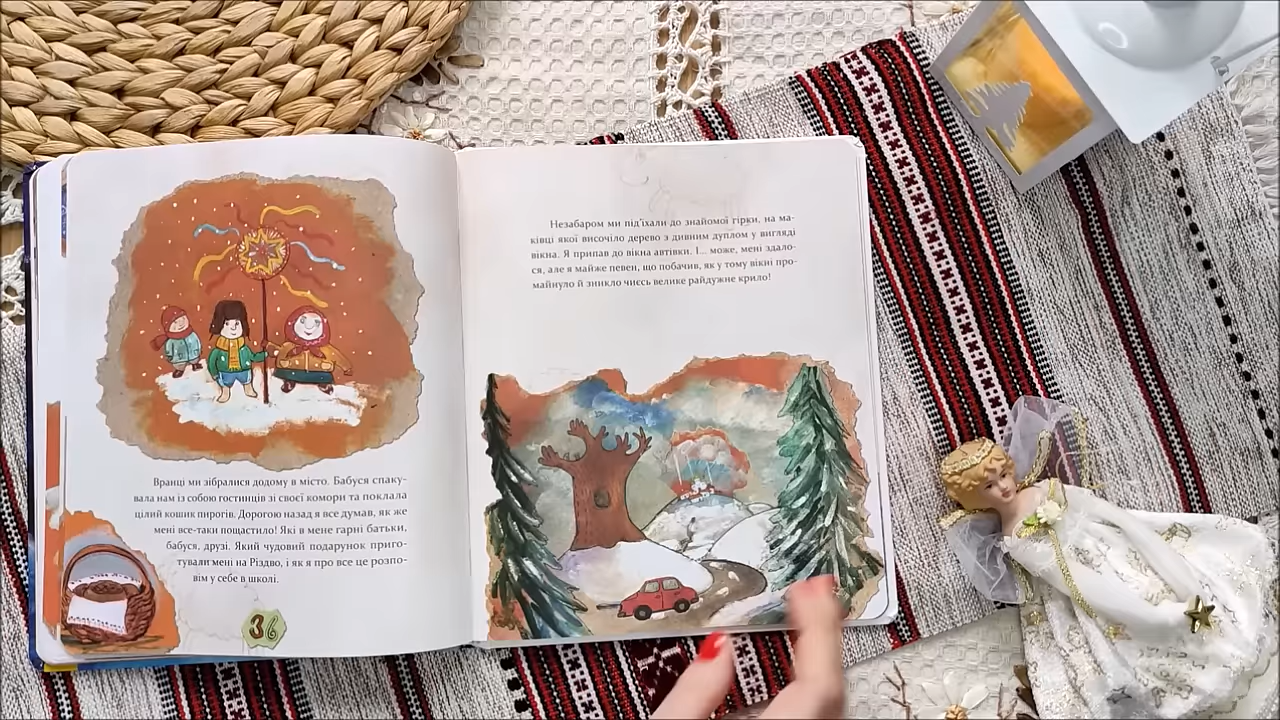 Вранці ми зібралися додому в місто. Бабуся спаку-
вала нам із собою гостинців зі своєї комори та поклала
цілий кошик пирогів. Дорогою назад я все думав, як же
мені все-таки пощастило! Які в мене гарні батьки,
бабуся, друзі. Який чудовий подарунок приго-
тували мені на Різдво, і як я про все це розпо-
вім у себе в школі.
36
Незабаром ми під'їхали до знайомої гірки, на ма-
ківці якої височіло дерево з дивним дуплом у вигляді
вікна. Я припав до вікна автівки. І... може, мені здало-
ся, але я майже певен, що побачив, як у тому вікні про-
майнуло й зникло чиєсь велике райдужне крило!